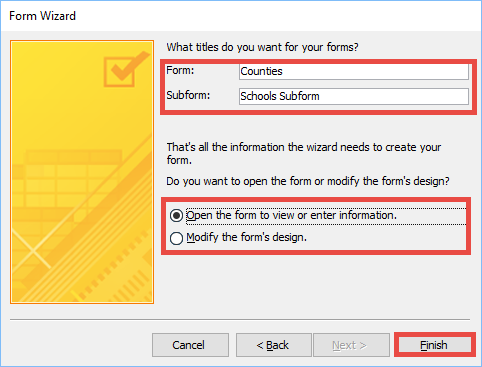 Form Wizard
What titles do you want for your forms?
Form: Counties
Subform: Schools Subform
That's all the information the wizard needs to create your
form.
Do you want to open the form or modify the form's design?
Open the form to view or enter information.
Modify the form's design.
Cancel < Back Next > Finish